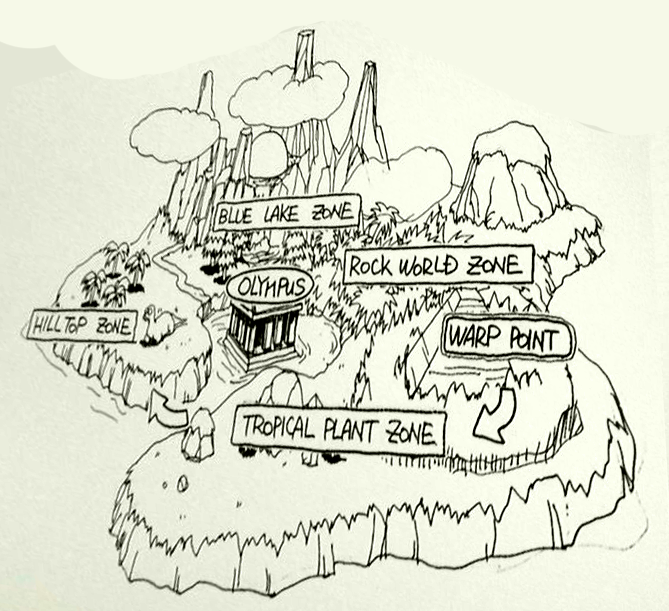 BLUE LAKE ZONE
ROCK WORLD ZONE
OLYMPUS
HILLTOP ZONE
WARP POINT
TROPICAL PLANT ZONE